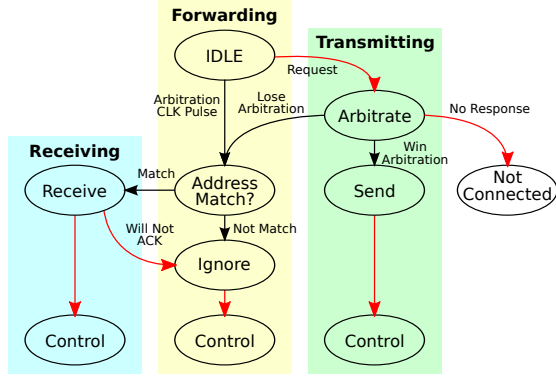 Forwarding
IDLE
Transmitting
Request
Arbitration
CLK Pulse
Lose
Arbitration
Arbitrate
No Response
Win
Arbitration
Receiving
Match
Receive
Address
Match?
Send
Not
Connected
Will Not
ACK
Not Match
Ignore
Control
Control
Control